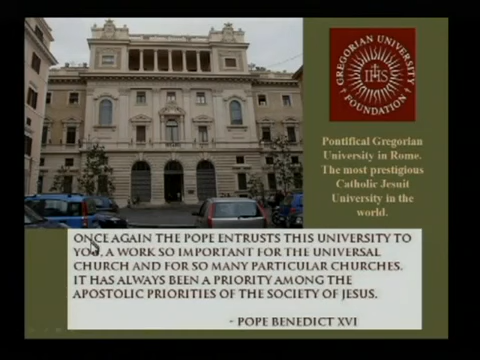 GREGORIAN UNIVERSITY
IHS
FOUNDATION
Pontifical Gregorian
University in Rome.
The most prestigious
Catholic Jesuit
University in the
world.
ONCE AGAIN THE POPE ENTRUSTS THIS UNIVERSITY TO
YOU, A WORK SO IMPORTANT FOR THE UNIVERSAL
CHURCH AND FOR SO MANY PARTICULAR CHURCHES.
IT HAS ALWAYS BEEN A PRIORITY AMONG THE
APOSTOLIC PRIORITIES OF THE SOCIETY OF JESUS.
- POPE BENEDICT XVI